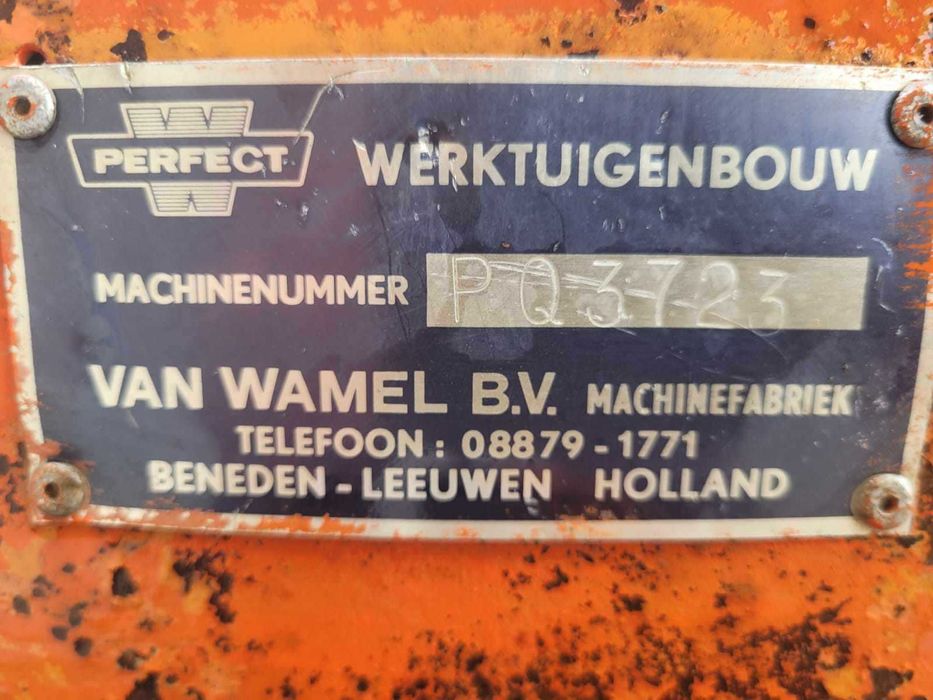 W
PERFECT
W
WERKTUIGENBOUW
MACHINENUMMER PQ3723
VAN WAMEL B.V. MACHINEFABRIEK
TELEFOON: 08879-1771
BENEDEN-LEEUWEN HOLLAND